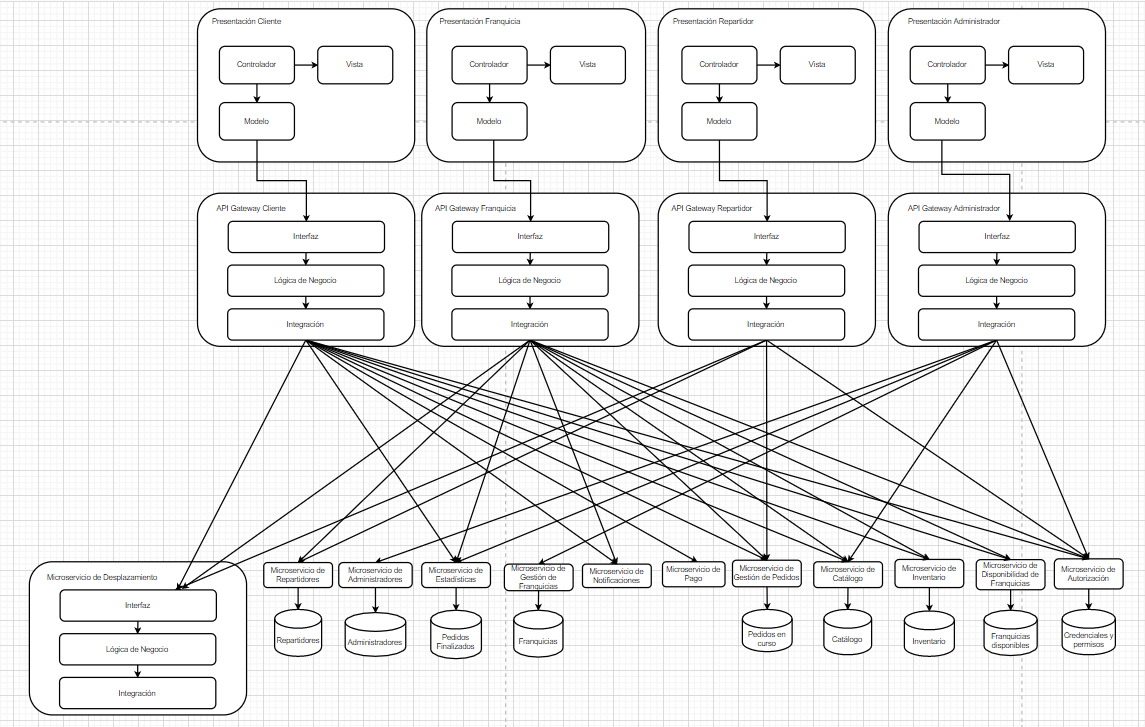 Presentación Cliente
Presentación Franquicia
Presentación Repartidor
Presentación Administrador
Controlador
Vista
Controlador
Vista
Controlador
Vista
Controlador
Vista
Modelo
Modelo
Modelo
Modelo
API Gateway Cliente
API Gateway Franquicia
API Gateway Repartidor
API Gateway Administrador
Interfaz
Interfaz
Interfaz
Interfaz
Lógica de Negocio
Lógica de Negocio
Lógica de Negocio
Lógica de Negocio
Integración
Integración
Integración
Integración
Microservicio de Desplazamiento
Interfaz
Lógica de Negocio
Integración
Microservicio de
Repartidores
Microservicio de
Administradores
Microservicio de
Estadísticas
Microservicio de
Gestión de
Franquicias
Microservicio de
Notificaciones
Microservicio de
Pago
Microservicio de
Gestión de Pedidos
Microservicio de
Catálogo
Microservicio de
Inventario
Microservicio de
Disponibilidad de
Franquicias
Microservicio de
Autorización
Repartidores
Administradores
Pedidos
Finalizados
Franquicias
Pedidos en
curso
Catálogo
Inventario
Franquicias
disponibles
Credenciales y
permisos